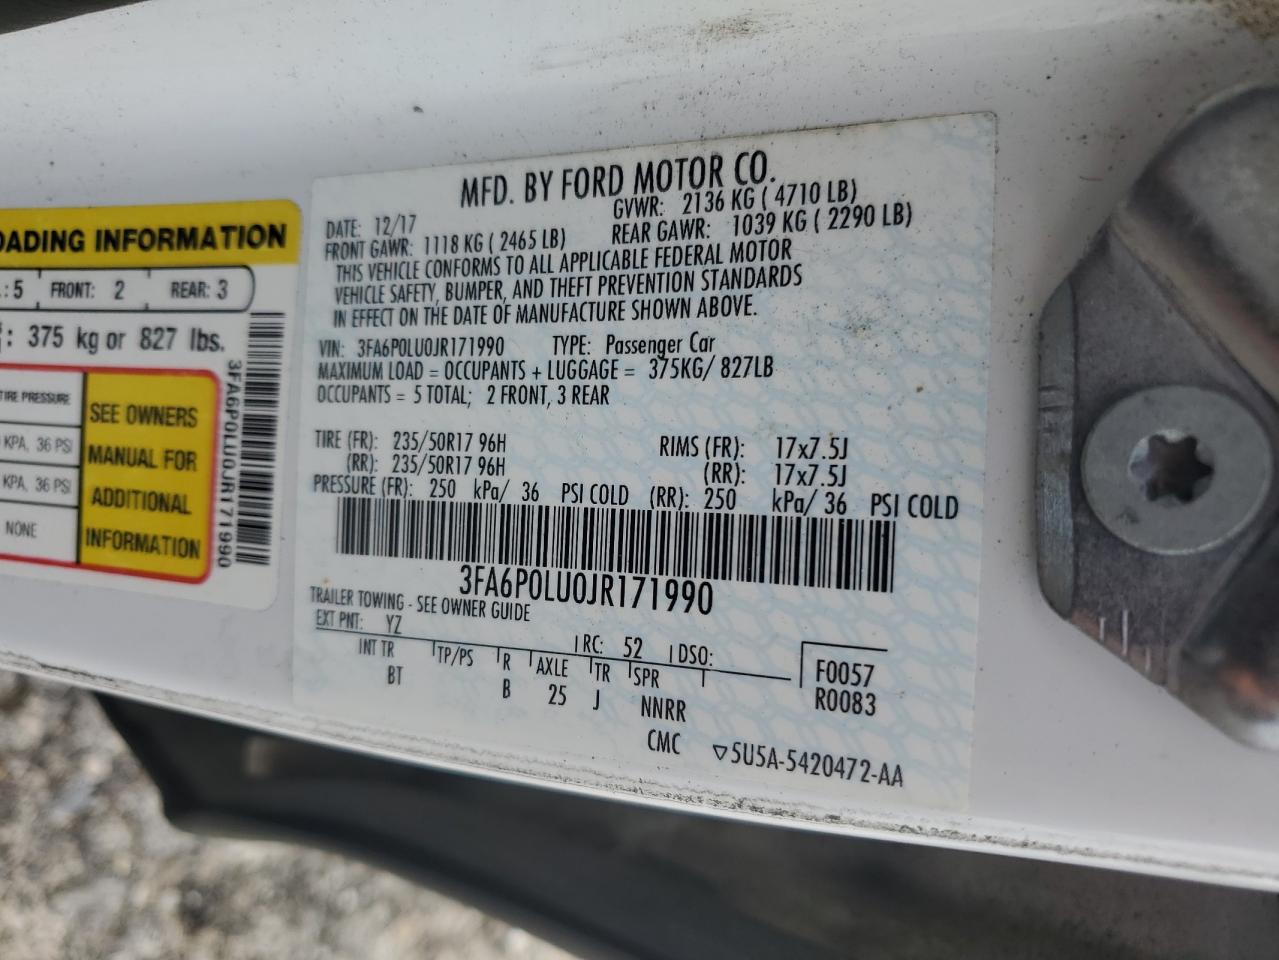 MFD. BY FORD MOTOR CO.
DATE: 12/17 GVWR: 2136 KG ( 4710 LB)
FRONT GAWR: 1118 KG ( 2465 LB) REAR GAWR: 1039 KG ( 2290 LB)
THIS VEHICLE CONFORMS TO ALL APPLICABLE FEDERAL MOTOR
VEHICLE SAFETY, BUMPER, AND THEFT PREVENTION STANDARDS
IN EFFECT ON THE DATE OF MANUFACTURE SHOWN ABOVE.
VIN: 3FA6P0LU0JR171990 TYPE: Passenger Car
MAXIMUM LOAD = OCCUPANTS + LUGGAGE = 375KG/ 827LB
OCCUPANTS = 5 TOTAL; 2 FRONT, 3 REAR
TIRE (FR): 235/50R17 96H RIMS (FR): 17x7.5J
(RR): 235/50R17 96H (RR): 17x7.5J
PRESSURE (FR): 250 kPa/ 36 PSI COLD (RR): 250 kPa/ 36 PSI COLD
3FA6P0LU0JR171990
TRAILER TOWING - SEE OWNER GUIDE
EXT PNT: YZ RC: 52 DSO:
INT TR TP/PS R AXLE TR SPR F0057
BT B 25 J NNRR R0083
CMC ▽5U5A-5420472-AA
OADING INFORMATION
: 5 FRONT: 2 REAR: 3
: 375 kg or 827 lbs.
TIRE PRESSURE
KPA, 36 PSI
KPA, 36 PSI
NONE
SEE OWNERS
MANUAL FOR
ADDITIONAL
INFORMATION
3FA6P0LU0JR171990